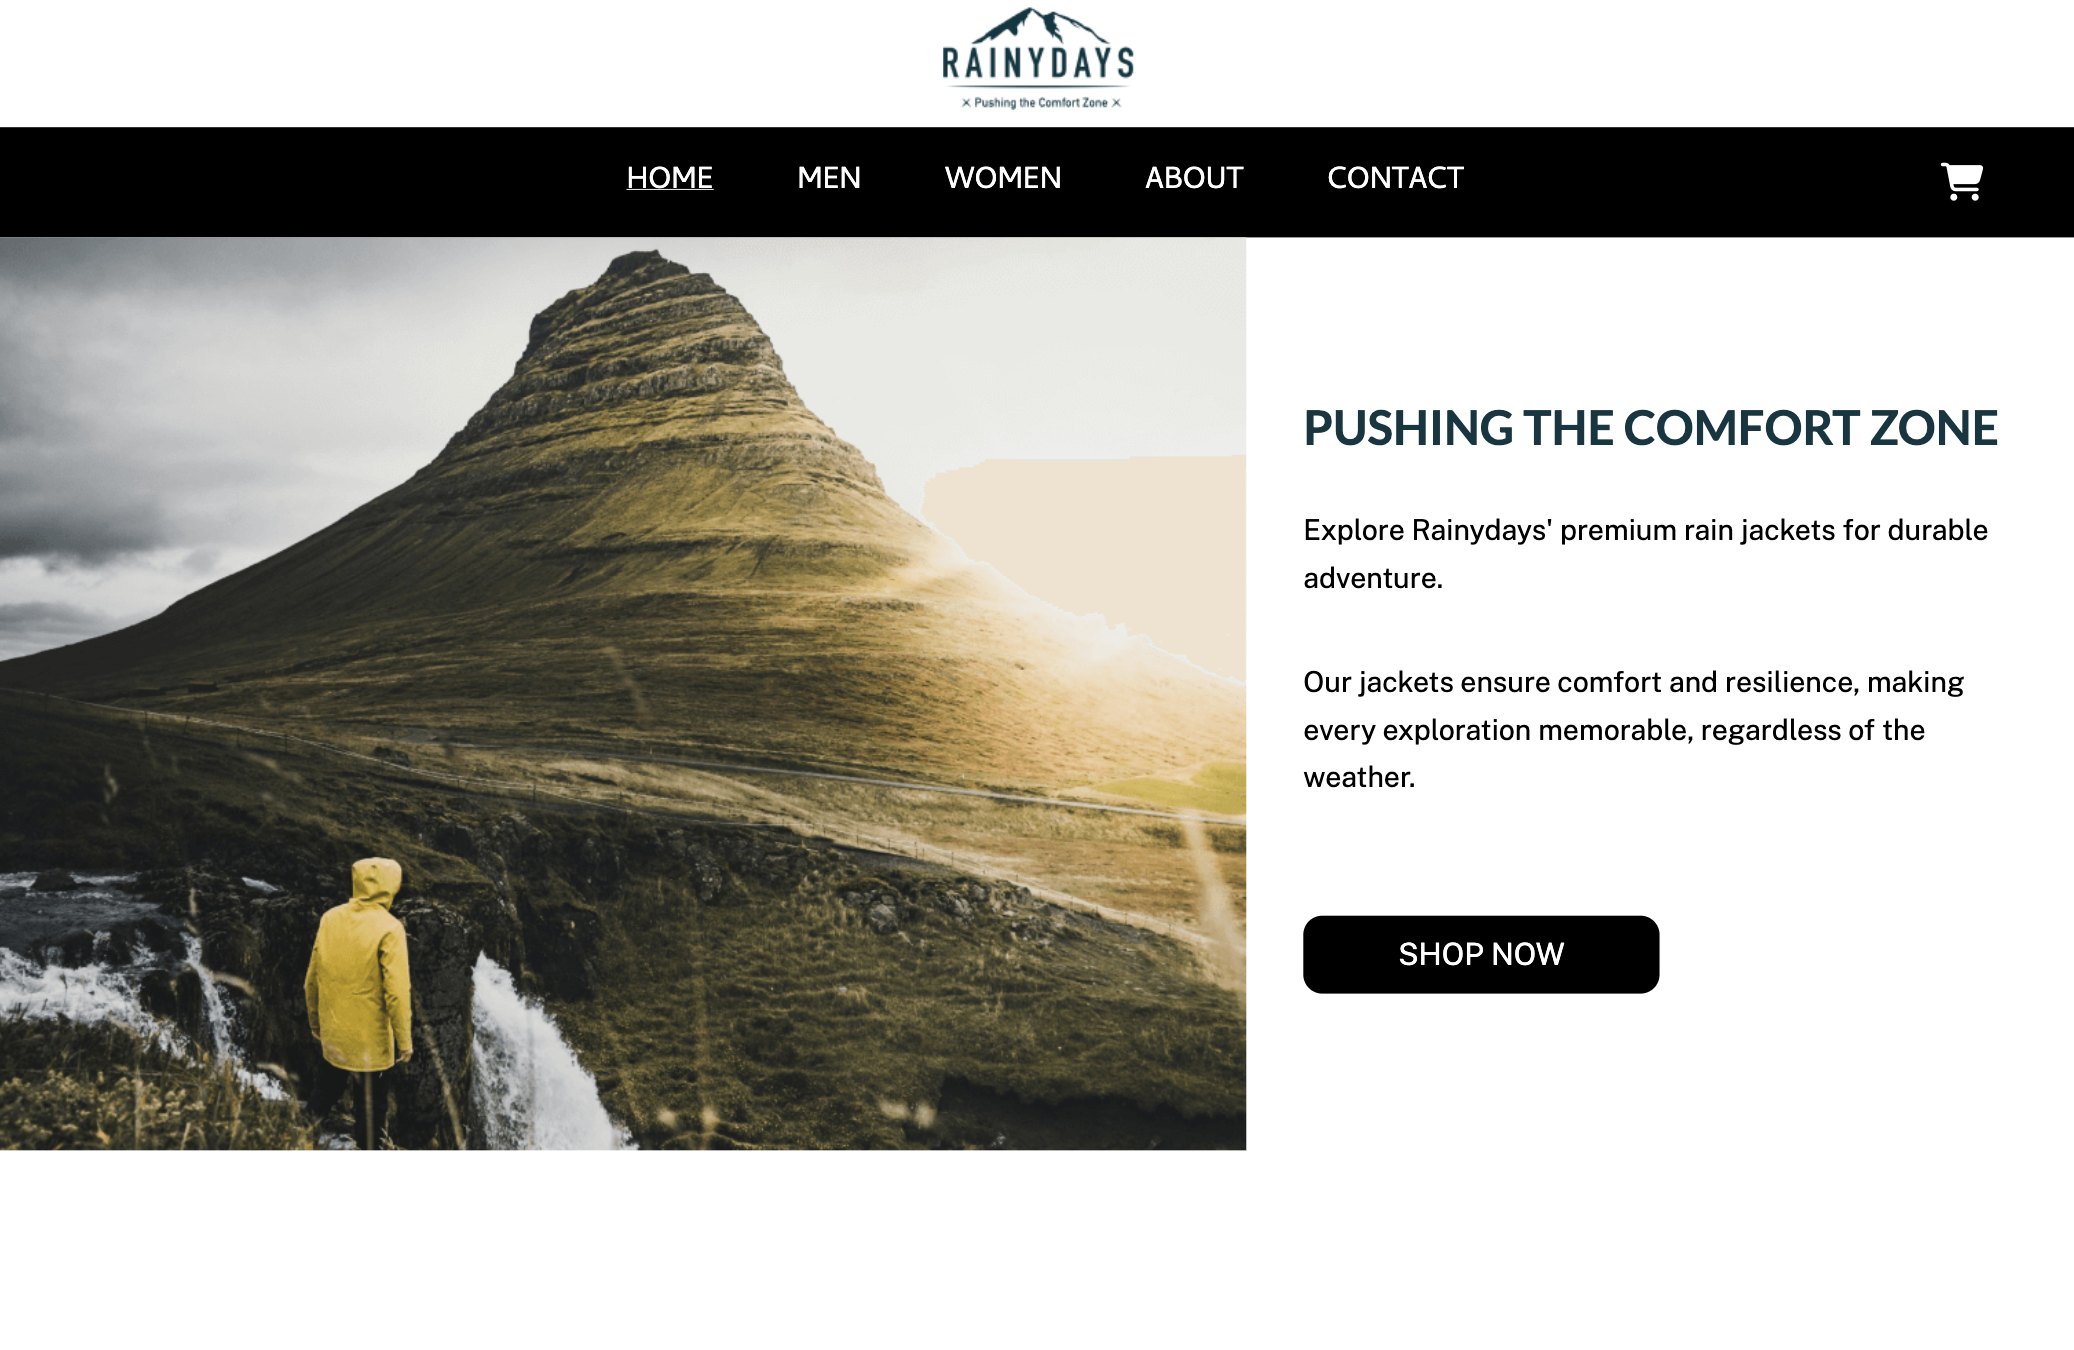 RAINYDAYS
× Pushing the Comfort Zone ×
HOME MEN WOMEN ABOUT CONTACT
PUSHING THE COMFORT ZONE
Explore Rainydays' premium rain jackets for durable
adventure.
Our jackets ensure comfort and resilience, making
every exploration memorable, regardless of the
weather.
SHOP NOW